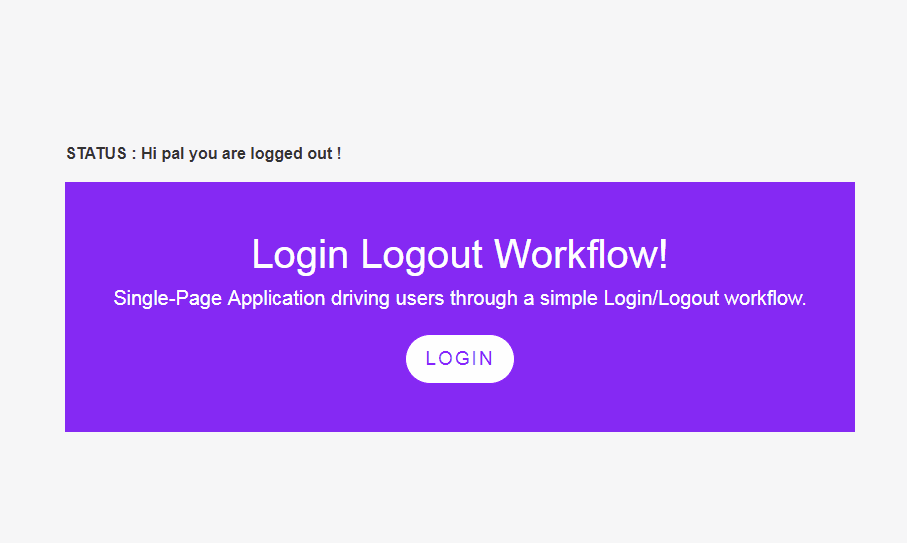 STATUS : Hi pal you are logged out !
Login Logout Workflow!
Single-Page Application driving users through a simple Login/Logout workflow.
LOGIN